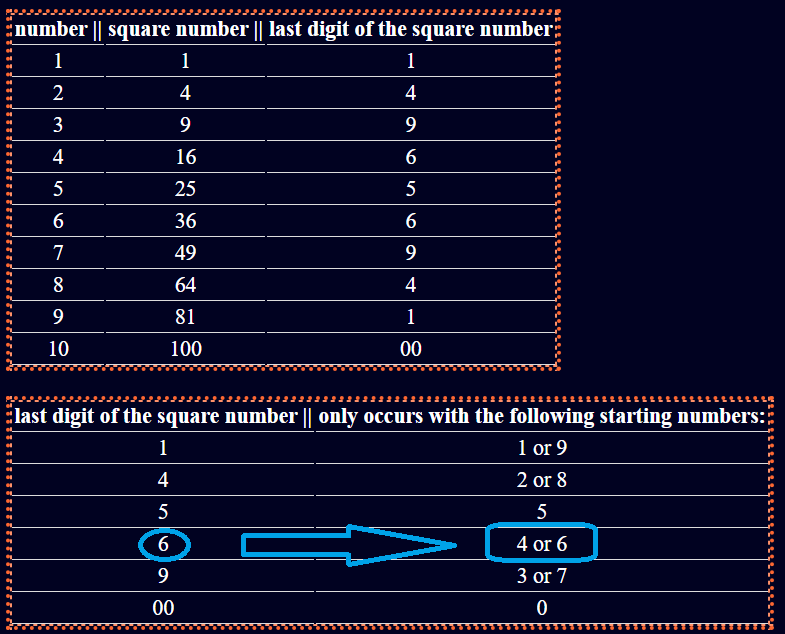 number || square number || last digit of the square number
1 1 1
2 4 4
3 9 9
4 16 6
5 25 5
6 36 6
7 49 9
8 64 4
9 81 1
10 100 00
last digit of the square number || only occurs with the following starting numbers:
1 1 or 9
4 2 or 8
5 5
6 4 or 6
9 3 or 7
00 0